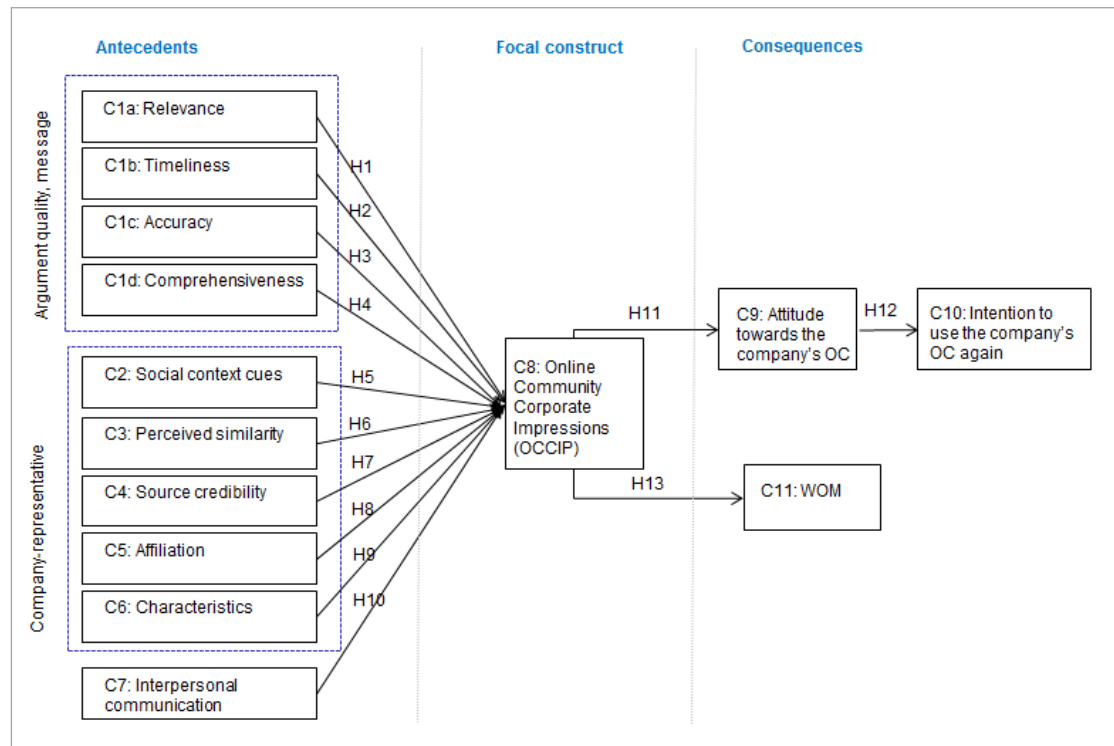 Antecedents
Focal construct
Consequences
Argument quality, message
C1a: Relevance
C1b: Timeliness
C1c: Accuracy
C1d: Comprehensiveness
H1
H2
H3
H4
Company-representative
C2: Social context cues
C3: Perceived similarity
C4: Source credibility
C5: Affiliation
C6: Characteristics
C7: Interpersonal
communication
H5
H6
H7
H8
H9
H10
C8: Online
Community
Corporate
Impressions
(OCCIP)
H11
C9: Attitude
towards the
company's OC
H12
C10: Intention to
use the company's
OC again
H13
C11: WOM